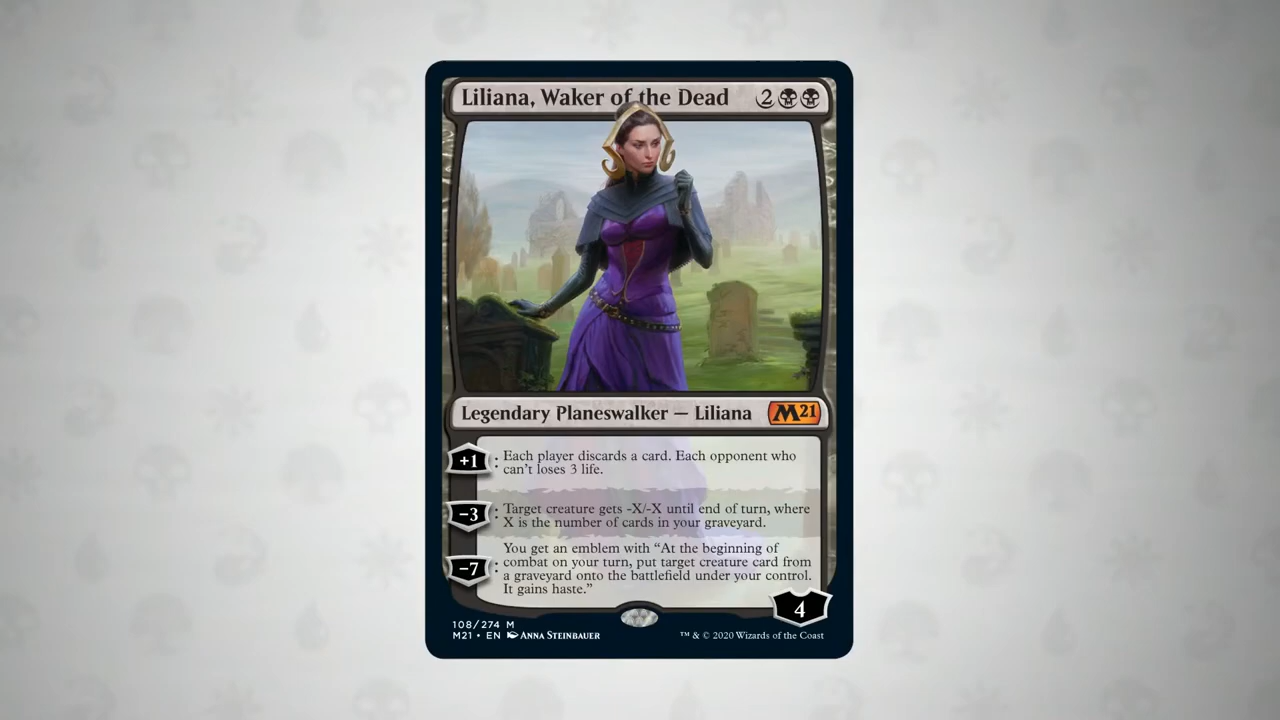 Liliana, Waker of the Dead 2
Legendary Planeswalker — Liliana M21
+1 : Each player discards a card. Each opponent who
can't loses 3 life.
−3 : Target creature gets -X/-X until end of turn, where
X is the number of cards in your graveyard.
−7 : You get an emblem with “At the beginning of
combat on your turn, put target creature card from
a graveyard onto the battlefield under your control.
It gains haste.”
4
108/274 M
M21 • EN Anna Steinbauer
™ & © 2020 Wizards of the Coast